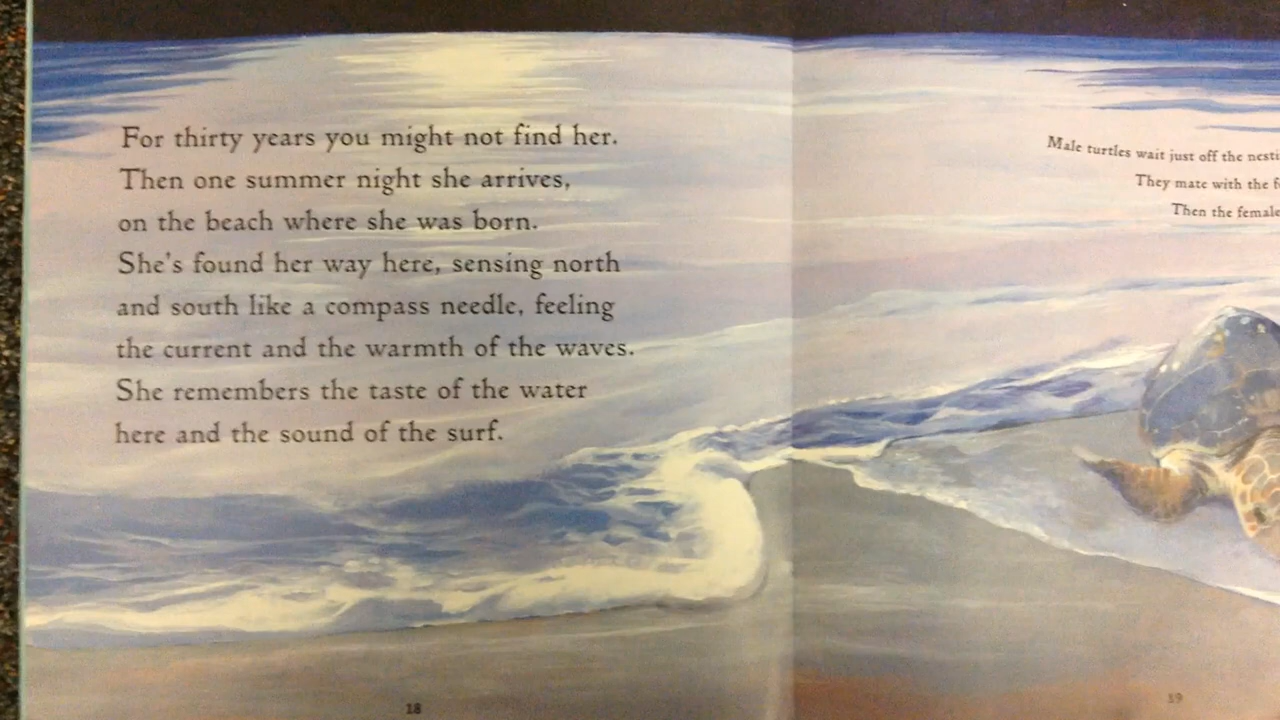 For thirty years you might not find her.
Then one summer night she arrives,
on the beach where she was born.
She's found her way here, sensing north
and south like a compass needle, feeling
the current and the warmth of the waves.
She remembers the taste of the water
here and the sound of the surf.
18
Male turtles wait just off the
They mate with the
Then the
19